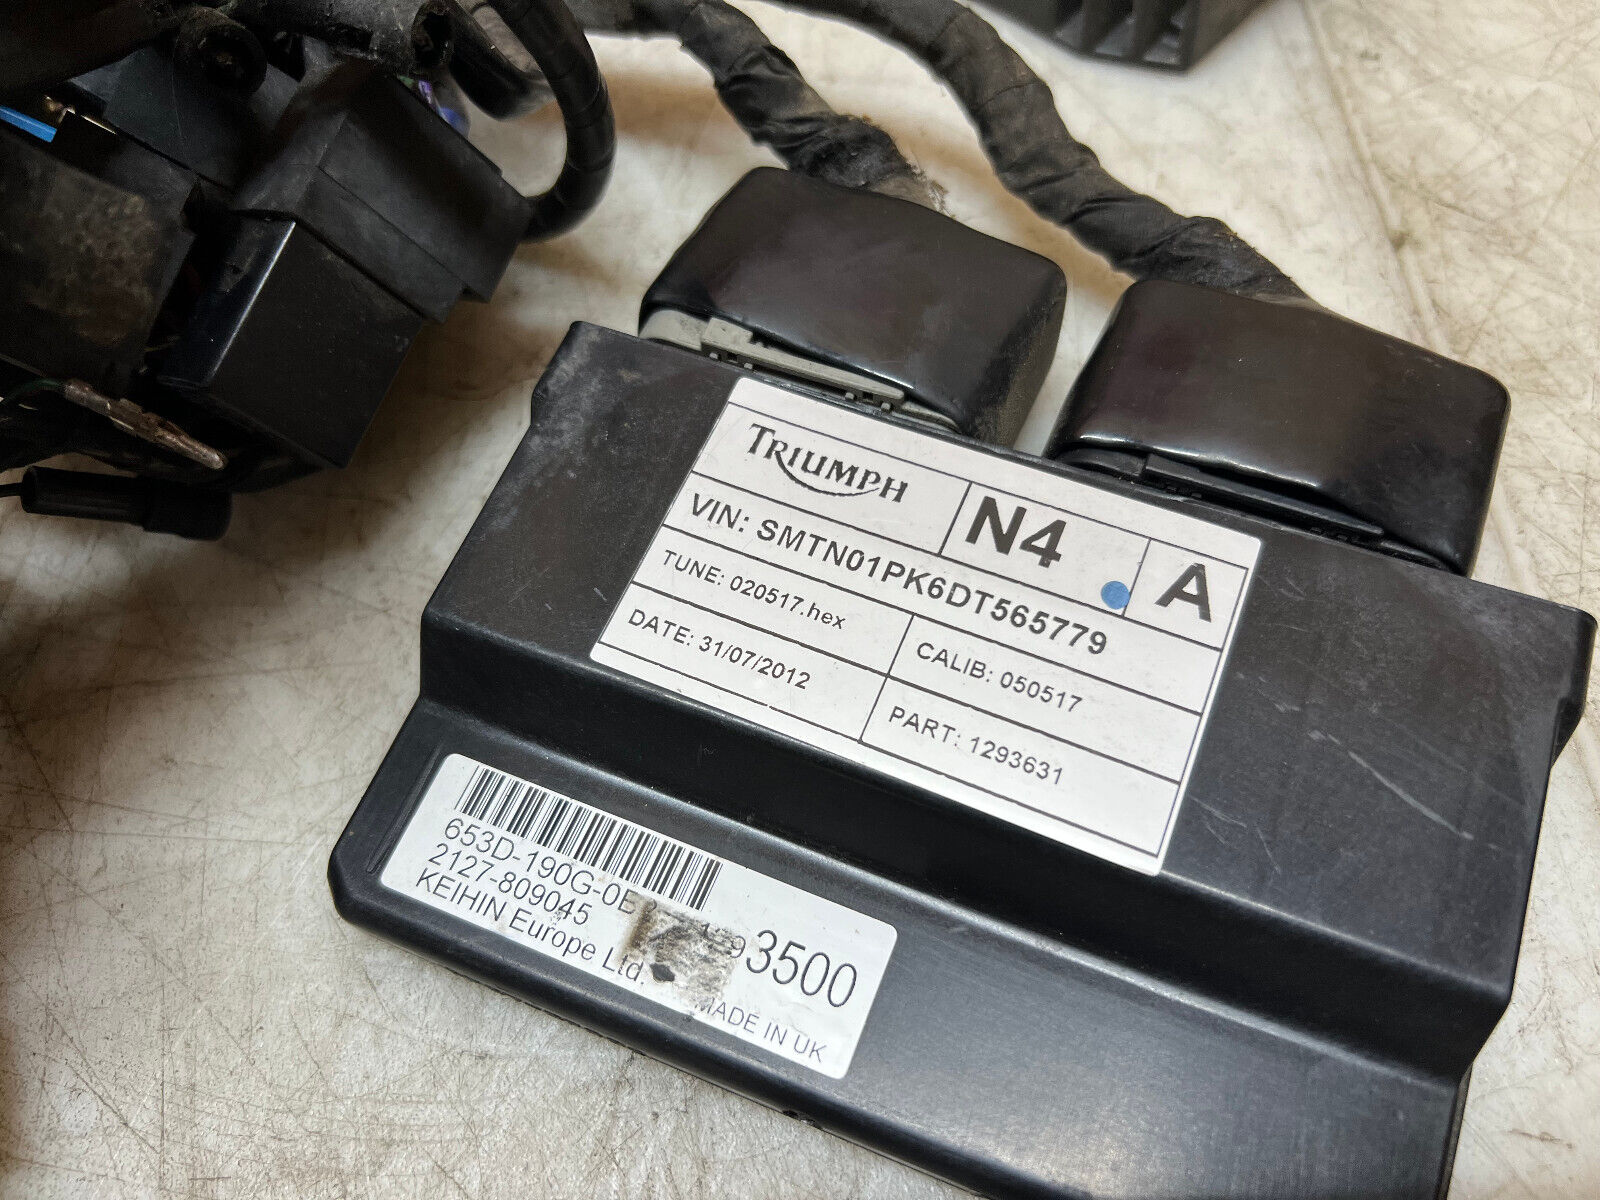 TRIUMPH
N4
A
VIN: SMTN01PK6DT565779
TUNE: 020517.hex
CALIB: 050517
DATE: 31/07/2012
PART: 1293631
653D-190G-0E
2127-809045
3500
KEIHIN Europe Ltd.
MADE IN UK